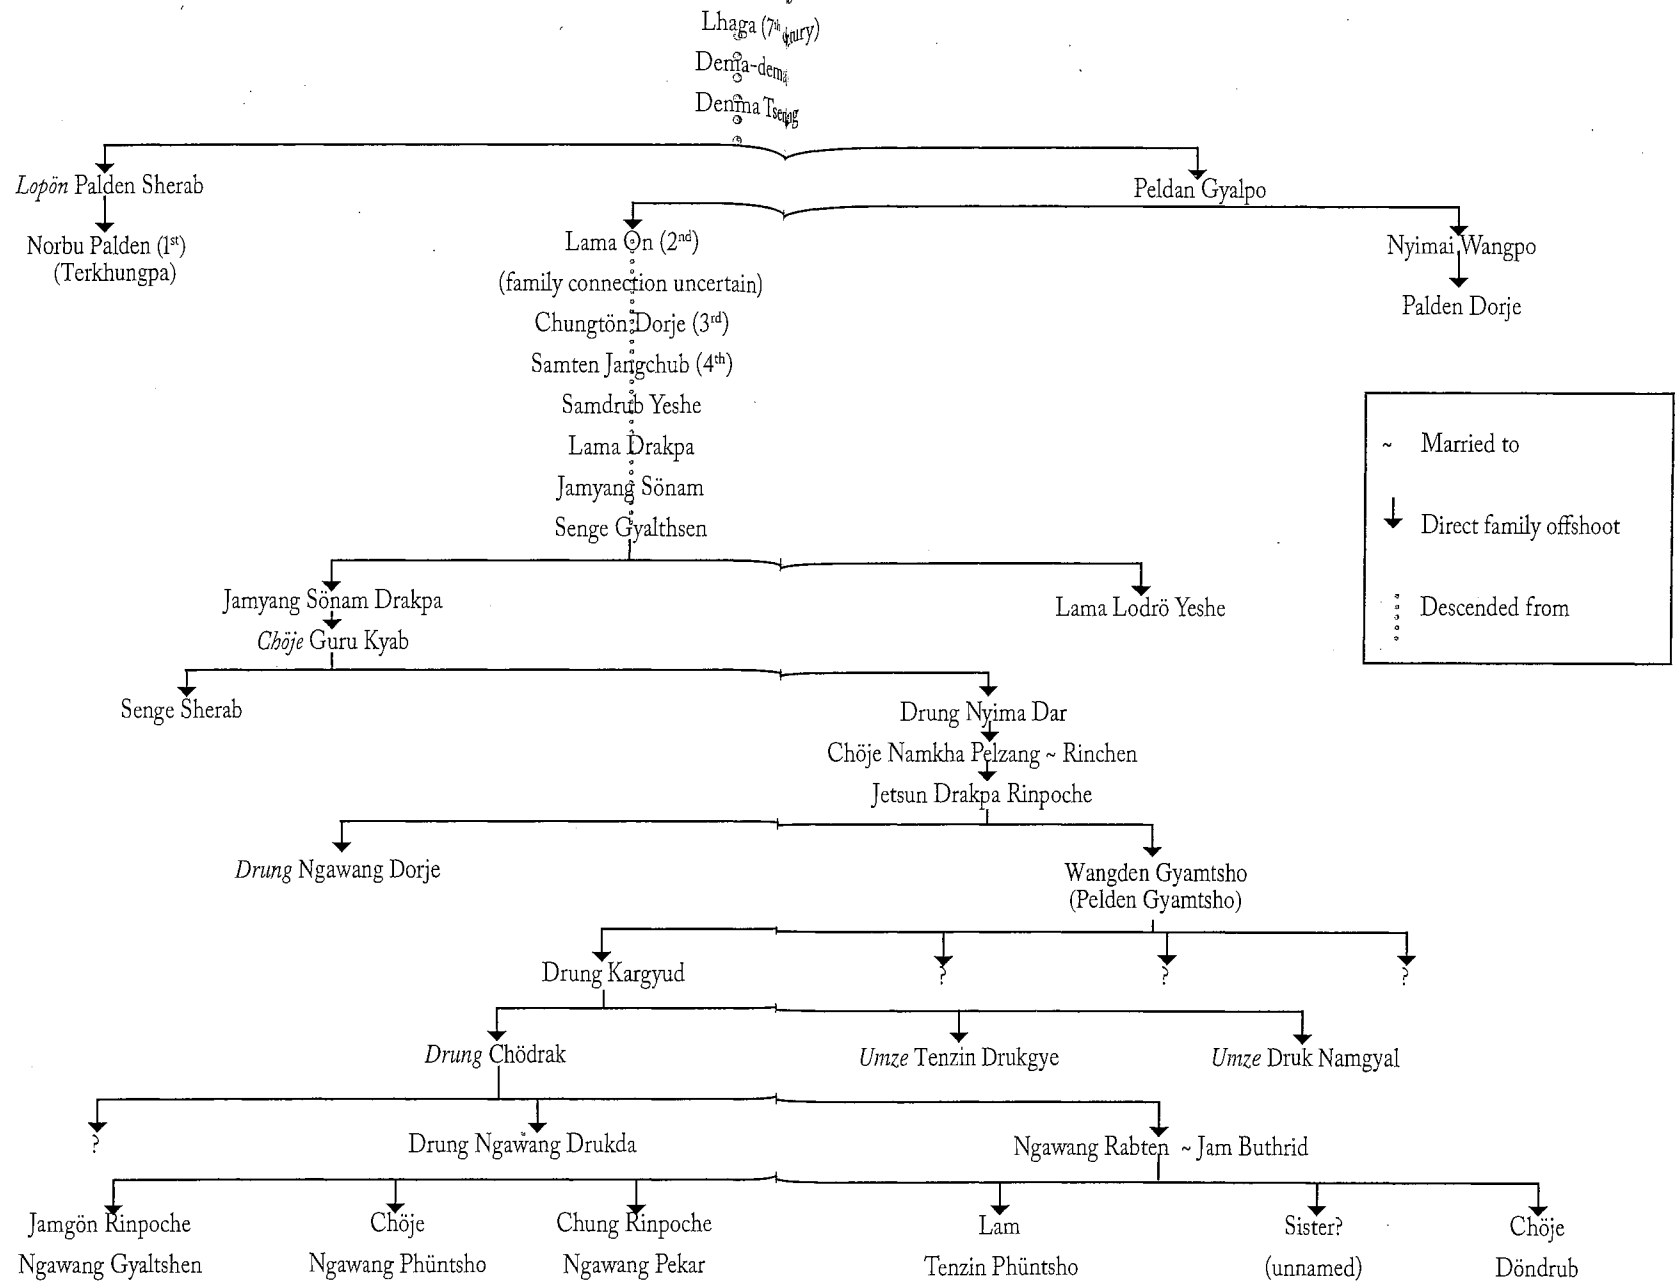 Lhaga (7th
Dema-dema
Denma Tsemg
Lopön Palden Sherab
Peldan Gyalpo
Norbu Palden (1st)
(Terkhungpa)
Lama Ön (2nd)
(family connection uncertain)
Nyimai Wangpo
Palden Dorje
Chungtön Dorje (3rd)
Samten Jangchub (4th)
Samdrub Yeshe
Lama Drakpa
Jamyang Sönam
Senge Gyalthsen
~ Married to
Direct family offshoot
Descended from
Jamyang Sönam Drakpa
Lama Lodrö Yeshe
Chöje Guru Kyab
Senge Sherab
Drung Nyima Dar
Chöje Namkha Pelzang ~ Rinchen
Jetsun Drakpa Rinpoche
Drung Ngawang Dorje
Wangden Gyamtsho
(Pelden Gyamtsho)
Drung Kargyud
? ? ?
Drung Chödrak
Umze Tenzin Drukgye
Umze Druk Namgyal
?
Drung Ngawang Drukda
Ngawang Rabten ~ Jam Buthrid
Jamgön Rinpoche
Ngawang Gyaltshen
Chöje
Ngawang Phüntsho
Chung Rinpoche
Ngawang Pekar
Lam
Tenzin Phüntsho
Sister?
(unnamed)
Chöje
Döndrub